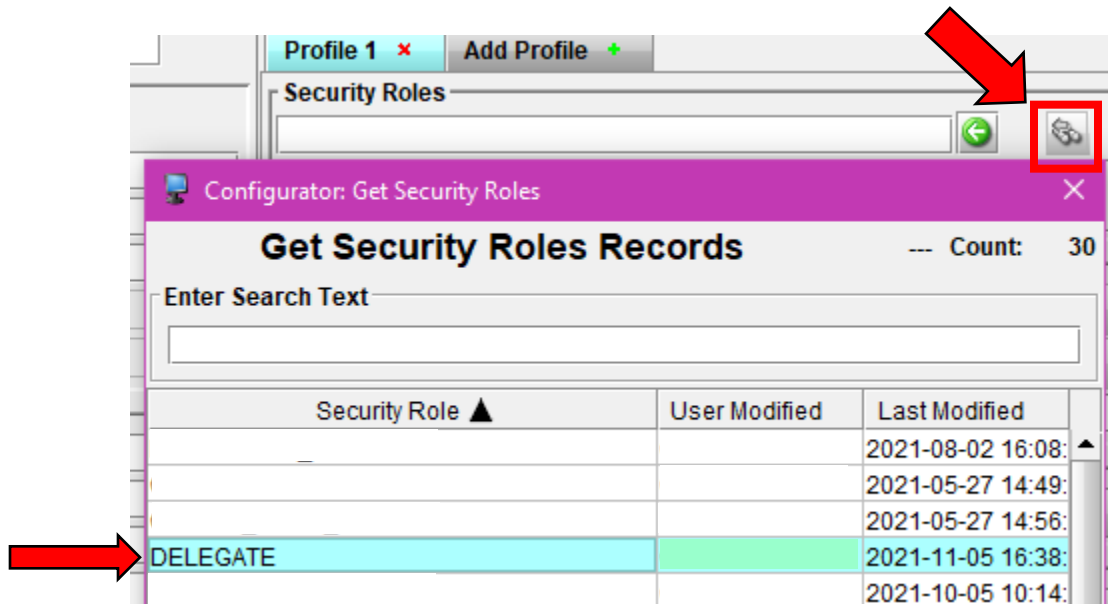 Profile 1 Add Profile
Security Roles
Configurator: Get Security Roles
Get Security Roles Records --- Count: 30
Enter Search Text
Security Role User Modified Last Modified
2021-08-02 16:08:
2021-05-27 14:49:
2021-05-27 14:56:
DELEGATE 2021-11-05 16:38:
2021-10-05 10:14: